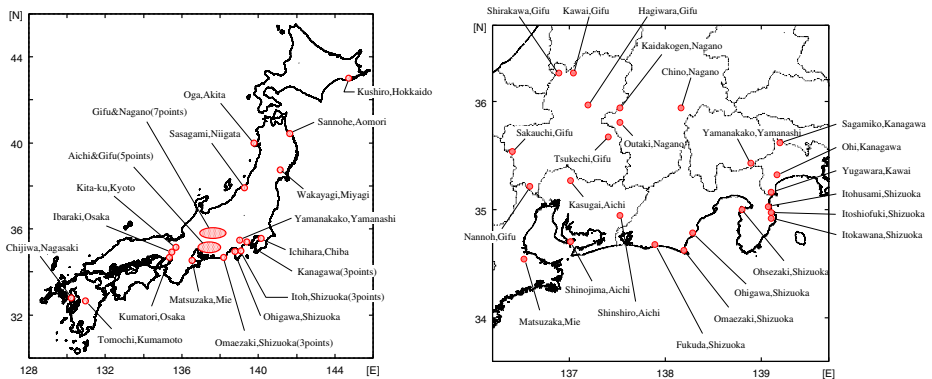 [N]
44
40
36
32
128
132
136
140
144
[E]
Kushiro,Hokkaido
Oga,Akita
Gifu&Nagano(7points)
Sannohe,Aomori
Sasagami,Niigata
Aichi&Gifu(5points)
Kita-ku,Kyoto
Wakayagi,Miyagi
Ibaraki,Osaka
Yamanakako,Yamanashi
Chijiwa,Nagasaki
Ichihara,Chiba
Kanagawa(3points)
Matsuzaka,Mie
Itoh,Shizuoka(3points)
Kumatori,Osaka
Ohigawa,Shizuoka
Tomochi,Kumamoto
Omaezaki,Shizuoka(3points)
Shirakawa,Gifu
Kawai,Gifu
Hagiwara,Gifu
[N]
Kaidakogen,Nagano
Chino,Nagano
36
Sagamiko,Kanagawa
Sakauchi,Gifu
Yamanakako,Yamanashi
Outaki,Nagano
Ohi,Kanagawa
Tsukechi,Gifu
Yugawara,Kawai
Itohusami,Shizuoka
Kasugai,Aichi
35
Itoshiofuki,Shizuoka
Nannoh,Gifu
Itokawana,Shizuoka
Ohsezaki,Shizuoka
Shinojima,Aichi
Ohigawa,Shizuoka
Shinshiro,Aichi
Omaezaki,Shizuoka
34
Matsuzaka,Mie
Fukuda,Shizuoka
137
138
139
[E]